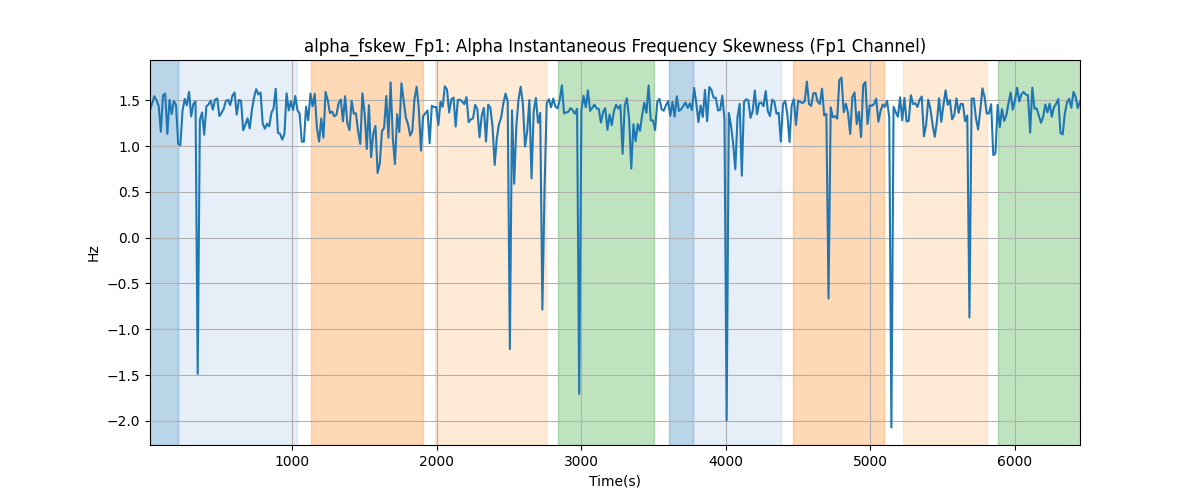 alpha_fskew_Fp1: Alpha Instantaneous Frequency Skewness (Fp1 Channel)
1.5
1.0
0.5
0.0
−0.5
−1.0
−1.5
−2.0
Hz
1000 2000 3000 4000 5000 6000
Time(s)